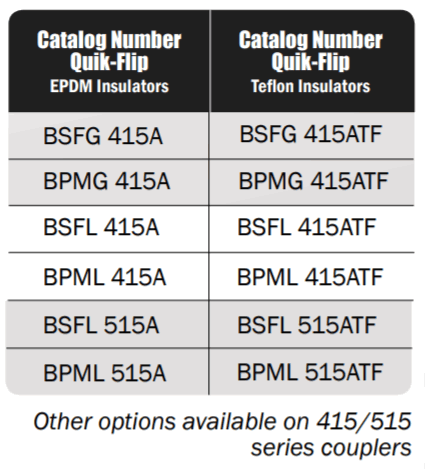 Catalog Number Catalog Number
Quik-Flip Quik-Flip
EPDM Insulators Teflon Insulators
BSFG 415A BSFG 415ATF
BPMG 415A BPMG 415ATF
BSFL 415A BSFL 415ATF
BPML 415A BPML 415ATF
BSFL 515A BSFL 515ATF
BPML 515A BPML 515ATF
Other options available on 415/515
series couplers